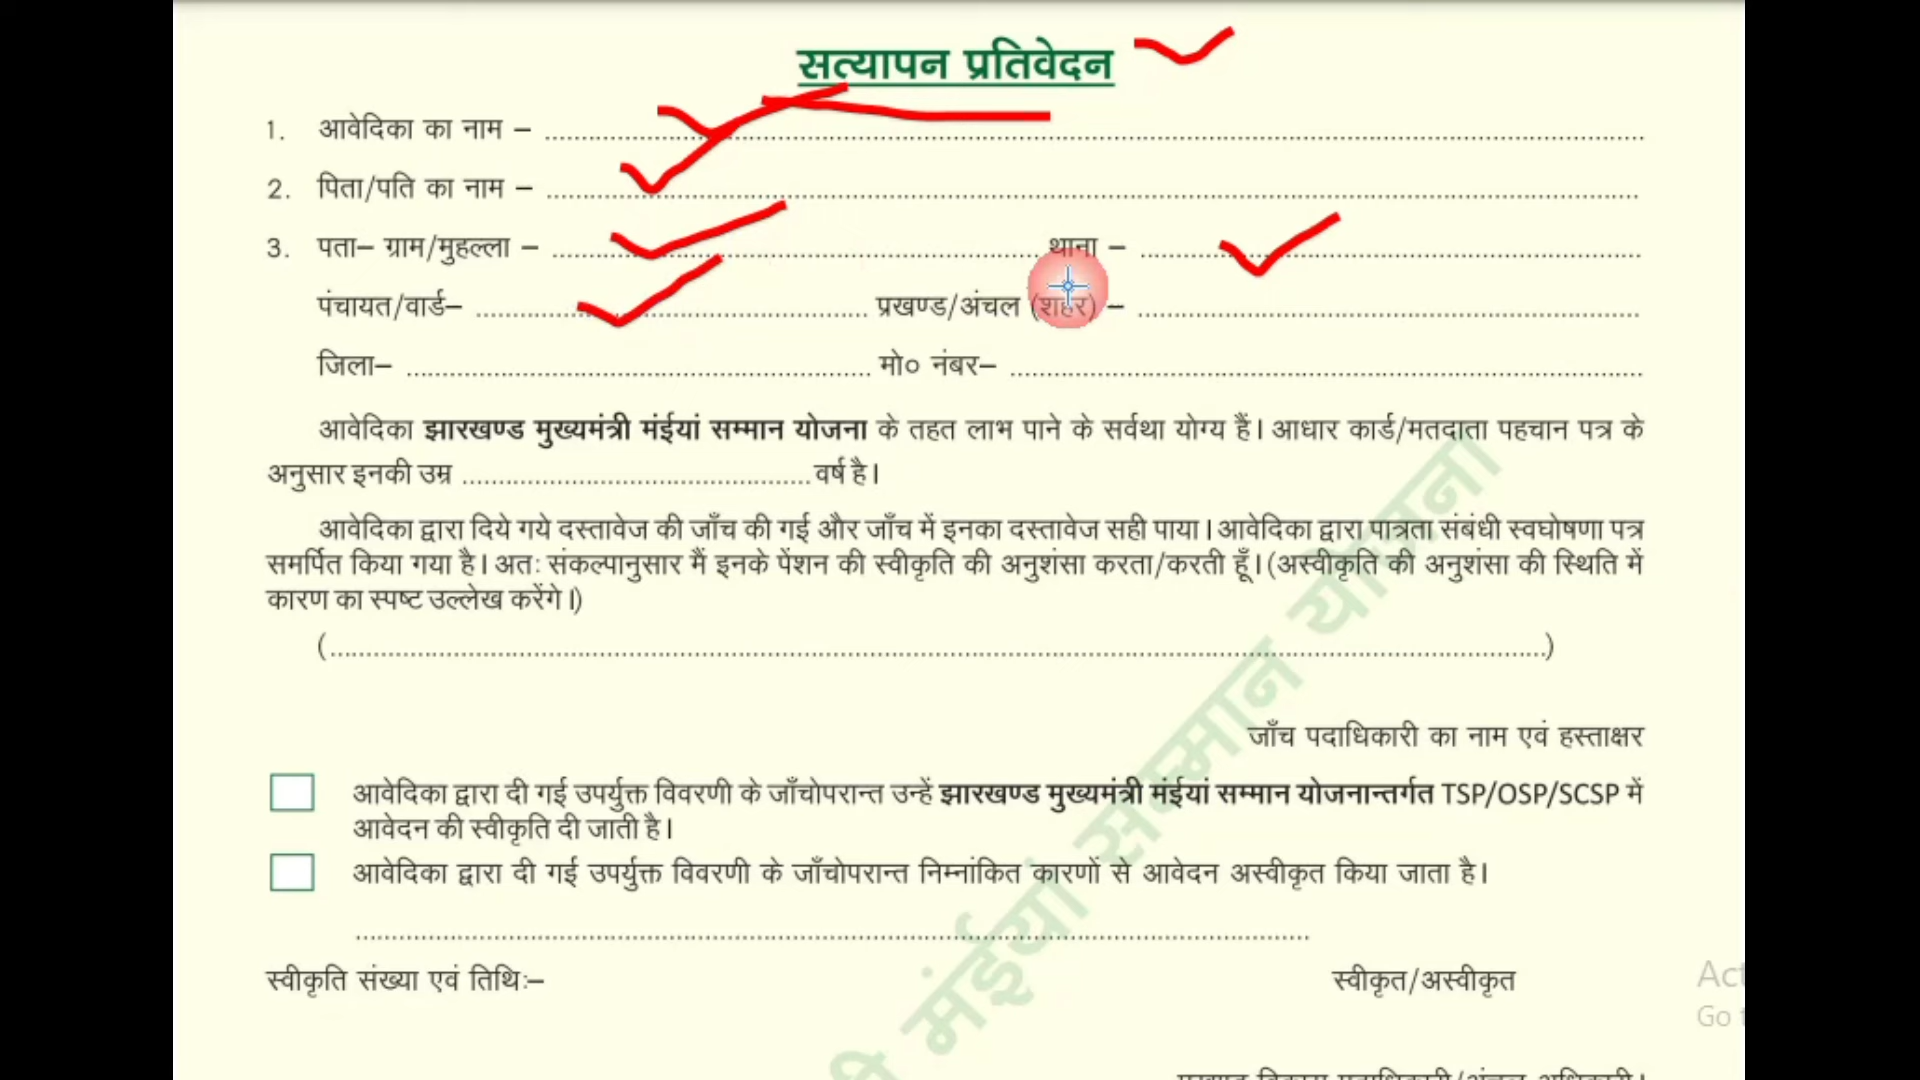 सत्यापन प्रतिवेदन
1. आवेदिका का नाम –
2. पिता/पति का नाम –
3. पता– ग्राम/मुहल्ला – थाना –
पंचायत/वार्ड– प्रखण्ड/अंचल (शहर) –
जिला– मो० नंबर–
आवेदिका झारखण्ड मुख्यमंत्री मंईयां सम्मान योजना के तहत लाभ पाने के सर्वथा योग्य हैं। आधार कार्ड/मतदाता पहचान पत्र के
अनुसार इनकी उम्र वर्ष है।
आवेदिका द्वारा दिये गये दस्तावेज की जाँच की गई और जाँच में इनका दस्तावेज सही पाया। आवेदिका द्वारा पात्रता संबंधी स्वघोषणा पत्र
समर्पित किया गया है। अतः संकल्पानुसार मैं इनके पेंशन की स्वीकृति की अनुशंसा करता/करती हूँ। (अस्वीकृति की अनुशंसा की स्थिति में
कारण का स्पष्ट उल्लेख करेंगे।)
(..........)
जाँच पदाधिकारी का नाम एवं हस्ताक्षर
आवेदिका द्वारा दी गई उपर्युक्त विवरणी के जाँचोपरान्त उन्हें झारखण्ड मुख्यमंत्री मंईयां सम्मान योजनान्तर्गत TSP/OSP/SCSP में
आवेदन की स्वीकृति दी जाती है।
आवेदिका द्वारा दी गई उपर्युक्त विवरणी के जाँचोपरान्त निम्नांकित कारणों से आवेदन अस्वीकृत किया जाता है।
स्वीकृति संख्या एवं तिथिः– स्वीकृत/अस्वीकृत
मंईयां सम्मान योजना
Go